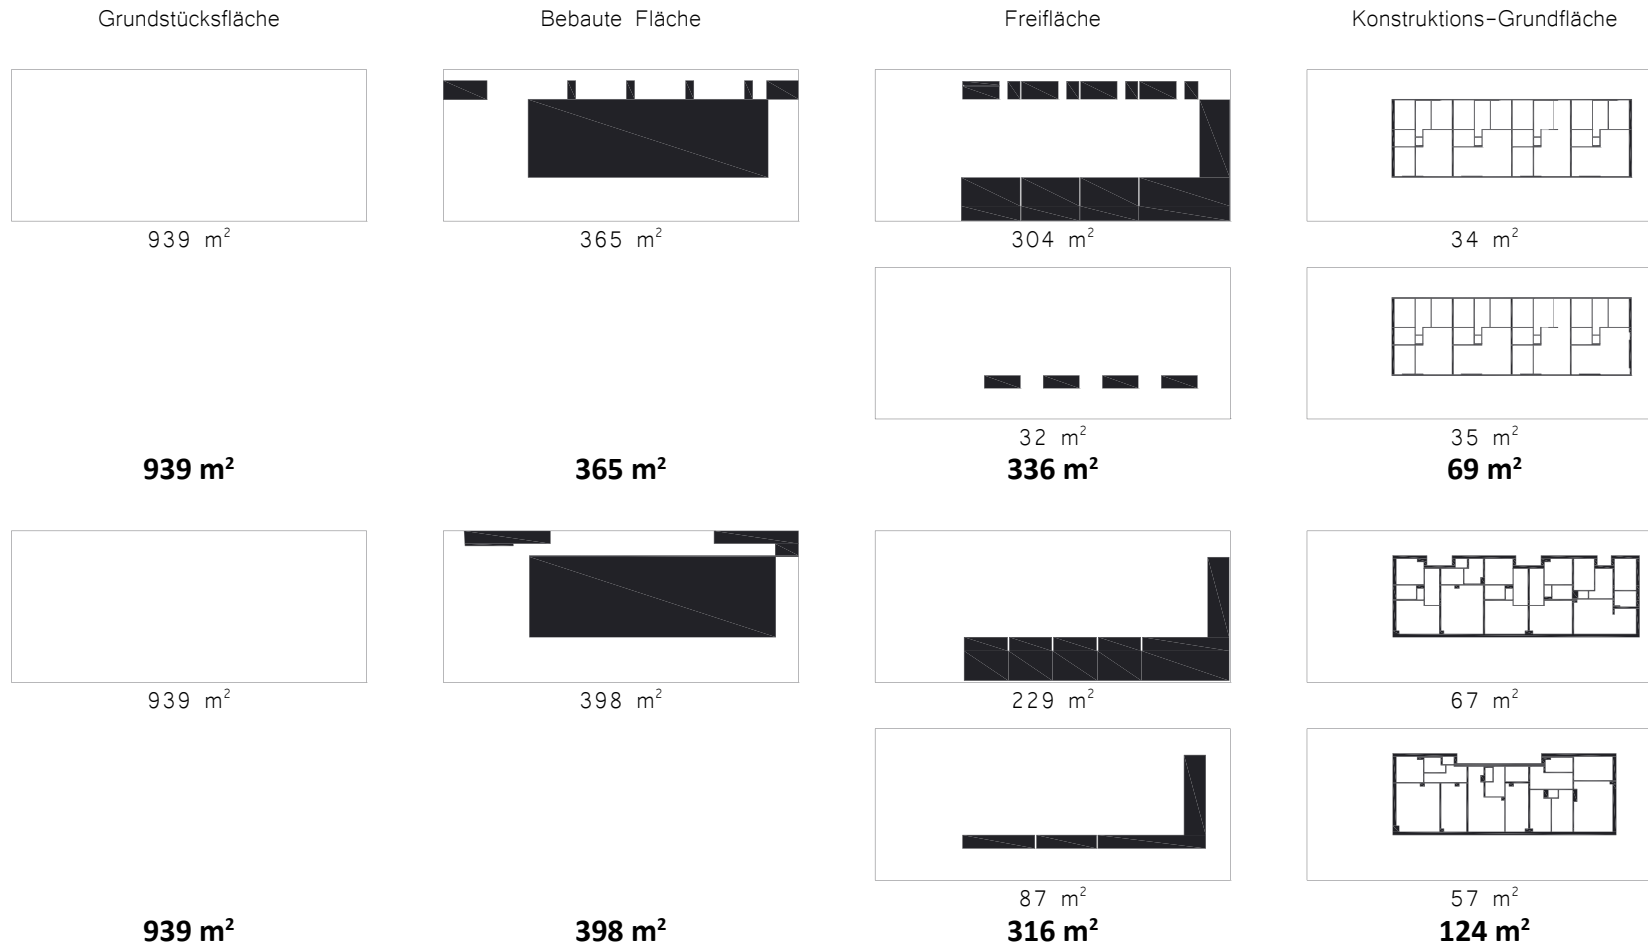 Grundstücksfläche Bebaute Fläche Freifläche Konstruktions-Grundfläche
939 m² 365 m² 304 m² 34 m²
32 m² 35 m²
939 m² 365 m² 336 m² 69 m²
939 m² 398 m² 229 m² 67 m²
87 m² 57 m²
939 m² 398 m² 316 m² 124 m²